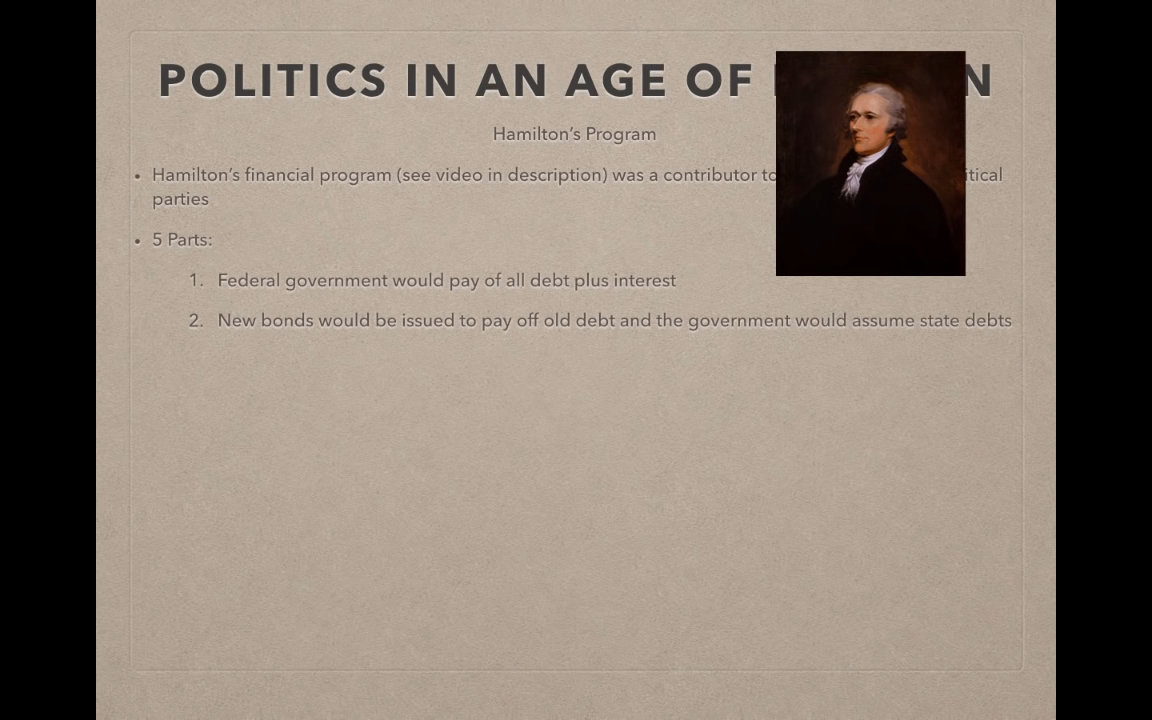 POLITICS IN AN AGE OF N
Hamilton's Program
• Hamilton's financial program (see video in description) was a contributor to itical
parties
• 5 Parts:
1. Federal government would pay of all debt plus interest
2. New bonds would be issued to pay off old debt and the government would assume state debts